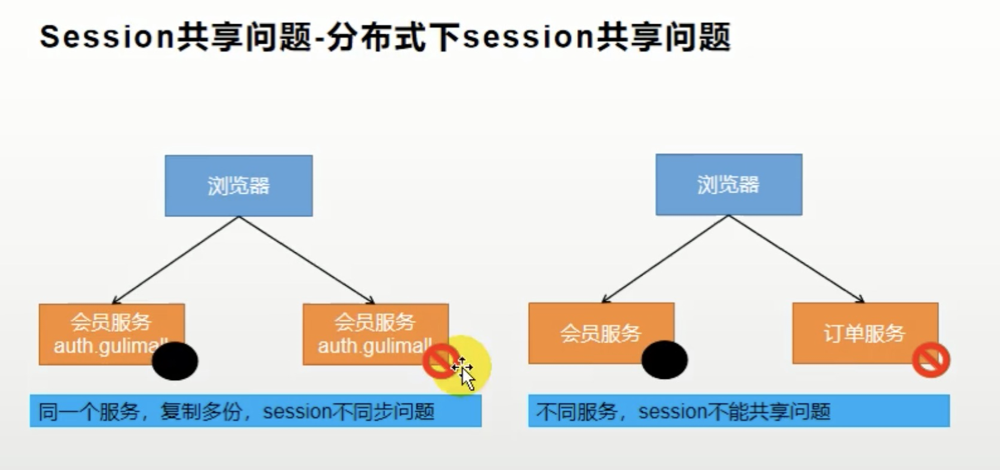 Session共享问题-分布式下session共享问题
浏览器
浏览器
会员服务
auth.gulimall
会员服务
auth.gulimall
会员服务
订单服务
同一个服务，复制多份，session不同步问题
不同服务，session不能共享问题